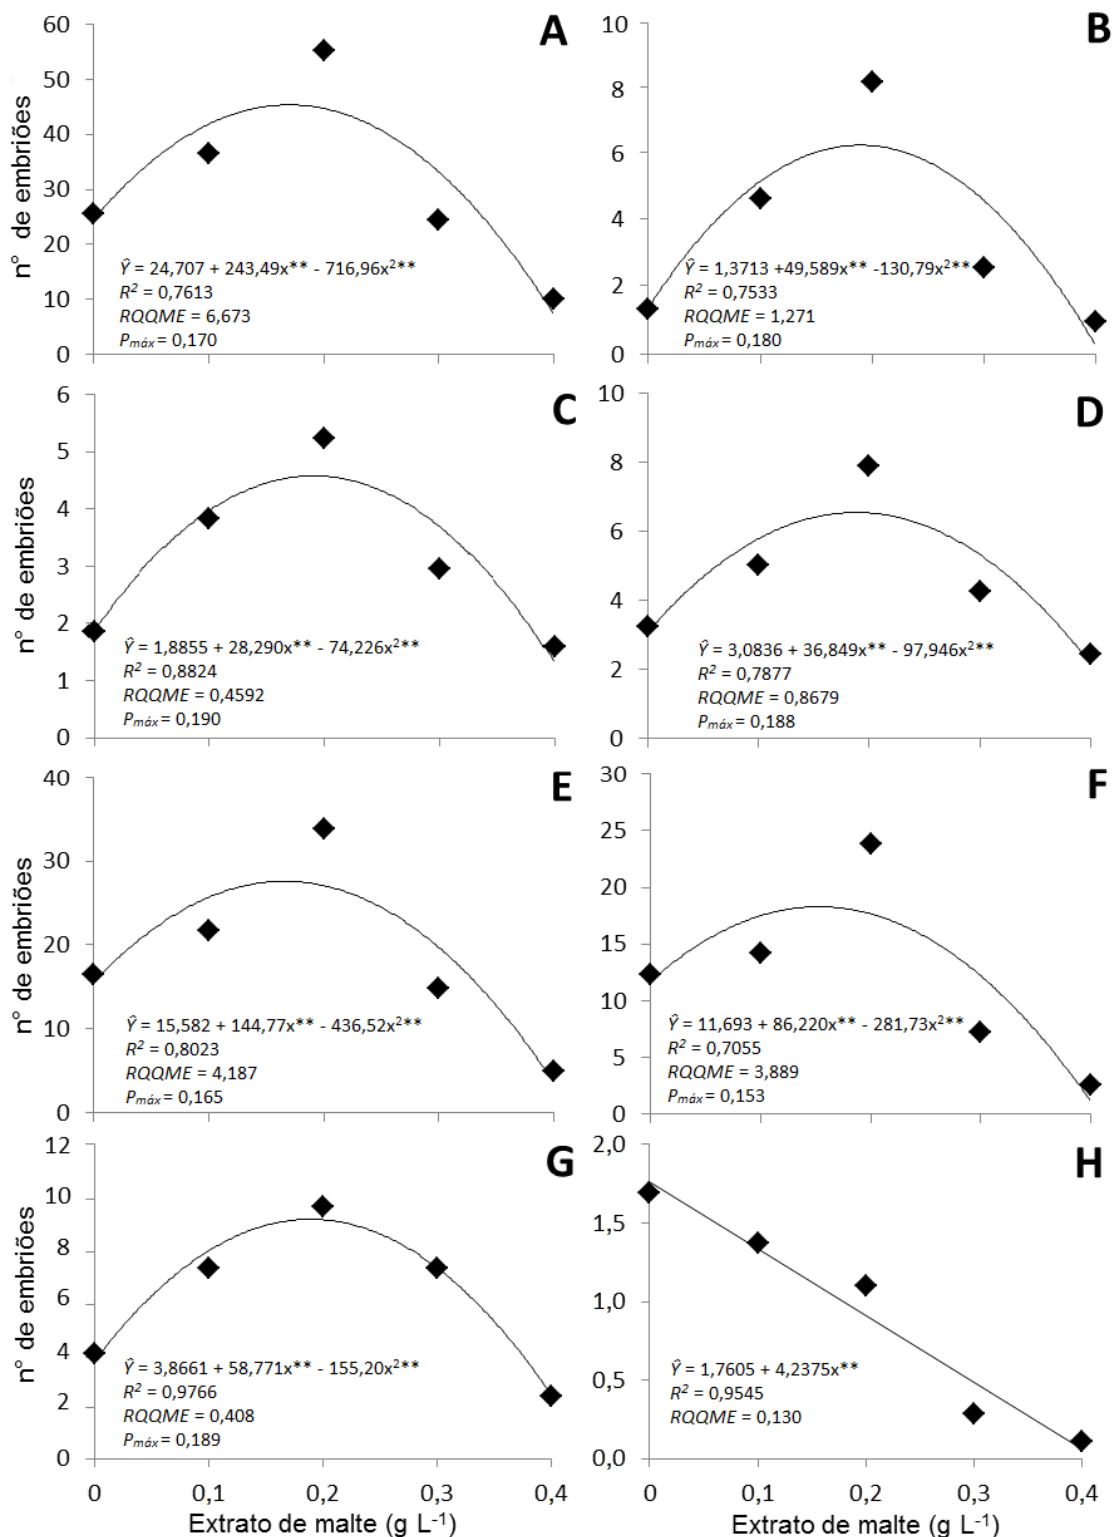 A
60
50
40
30
20
10
0
n° de embriões
Ŷ = 24,707 + 243,49x** - 716,96x²**
R² = 0,7613
RQQME = 6,673
Pmáx = 0,170
B
10
8
6
4
2
0
Ŷ = 1,3713 +49,589x** -130,79x²**
R² = 0,7533
RQQME = 1,271
Pmáx = 0,180
C
6
5
4
3
2
1
0
n° de embriões
Ŷ = 1,8855 + 28,290x** - 74,226x²**
R² = 0,8824
RQQME = 0,4592
Pmáx = 0,190
D
10
8
6
4
2
0
Ŷ = 3,0836 + 36,849x** - 97,946x²**
R² = 0,7877
RQQME = 0,8679
Pmáx = 0,188
E
40
30
20
10
0
n° de embriões
Ŷ = 15,582 + 144,77x** - 436,52x²**
R² = 0,8023
RQQME = 4,187
Pmáx = 0,165
F
30
25
20
15
10
5
0
Ŷ = 11,693 + 86,220x** - 281,73x²**
R² = 0,7055
RQQME = 3,889
Pmáx = 0,153
G
12
10
8
6
4
2
0
n° de embriões
Ŷ = 3,8661 + 58,771x** - 155,20x²**
R² = 0,9766
RQQME = 0,408
Pmáx = 0,189
0 0,1 0,2 0,3 0,4
Extrato de malte (g L⁻¹)
H
2,0
1,5
1,0
0,5
0,0
Ŷ = 1,7605 + 4,2375x**
R² = 0,9545
RQQME = 0,130
0 0,1 0,2 0,3 0,4
Extrato de malte (g L⁻¹)